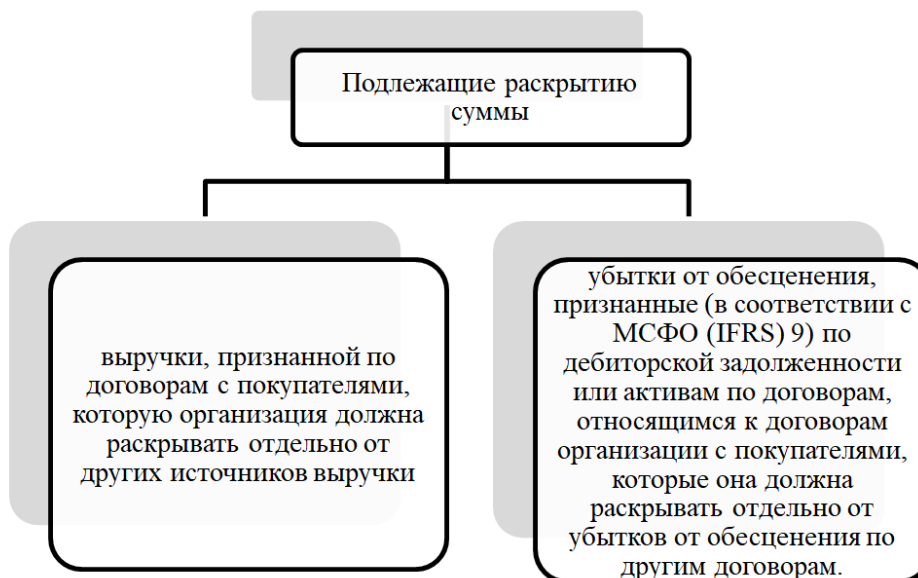 Подлежащие раскрытию
суммы
выручки, признанной по
договорам с покупателями,
которую организация должна
раскрывать отдельно от
других источников выручки
убытки от обесценения,
признанные (в соответствии с
МСФО (IFRS) 9) по
дебиторской задолженности
или активам по договорам,
относящимся к договорам
организации с покупателями,
которые она должна
раскрывать отдельно от
убытков от обесценения по
другим договорам.